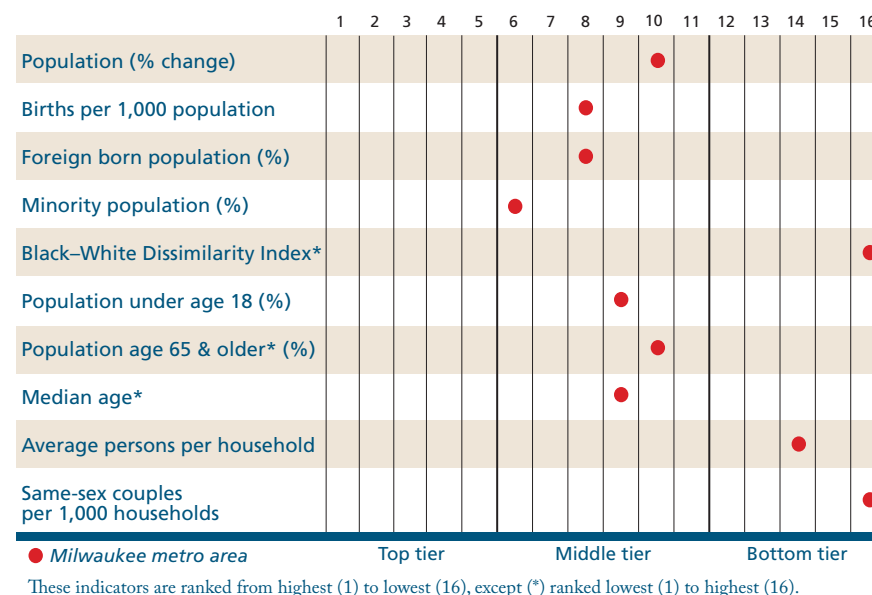 1 2 3 4 5 6 7 8 9 10 11 12 13 14 15 16
Population (% change)
Births per 1,000 population
Foreign born population (%)
Minority population (%)
Black–White Dissimilarity Index*
Population under age 18 (%)
Population age 65 & older* (%)
Median age*
Average persons per household
Same-sex couples
per 1,000 households
Milwaukee metro area Top tier Middle tier Bottom tier
These indicators are ranked from highest (1) to lowest (16), except (*) ranked lowest (1) to highest (16).